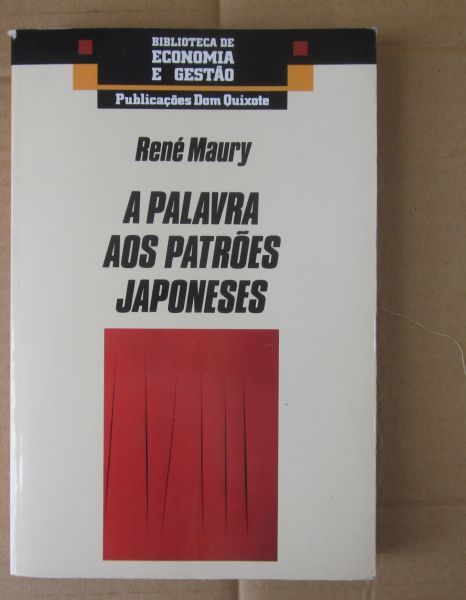 BIBLIOTECA DE
ECONOMIA
E GESTÃO
Publicações Dom Quixote
René Maury
A PALAVRA
AOS PATRÕES
JAPONESES